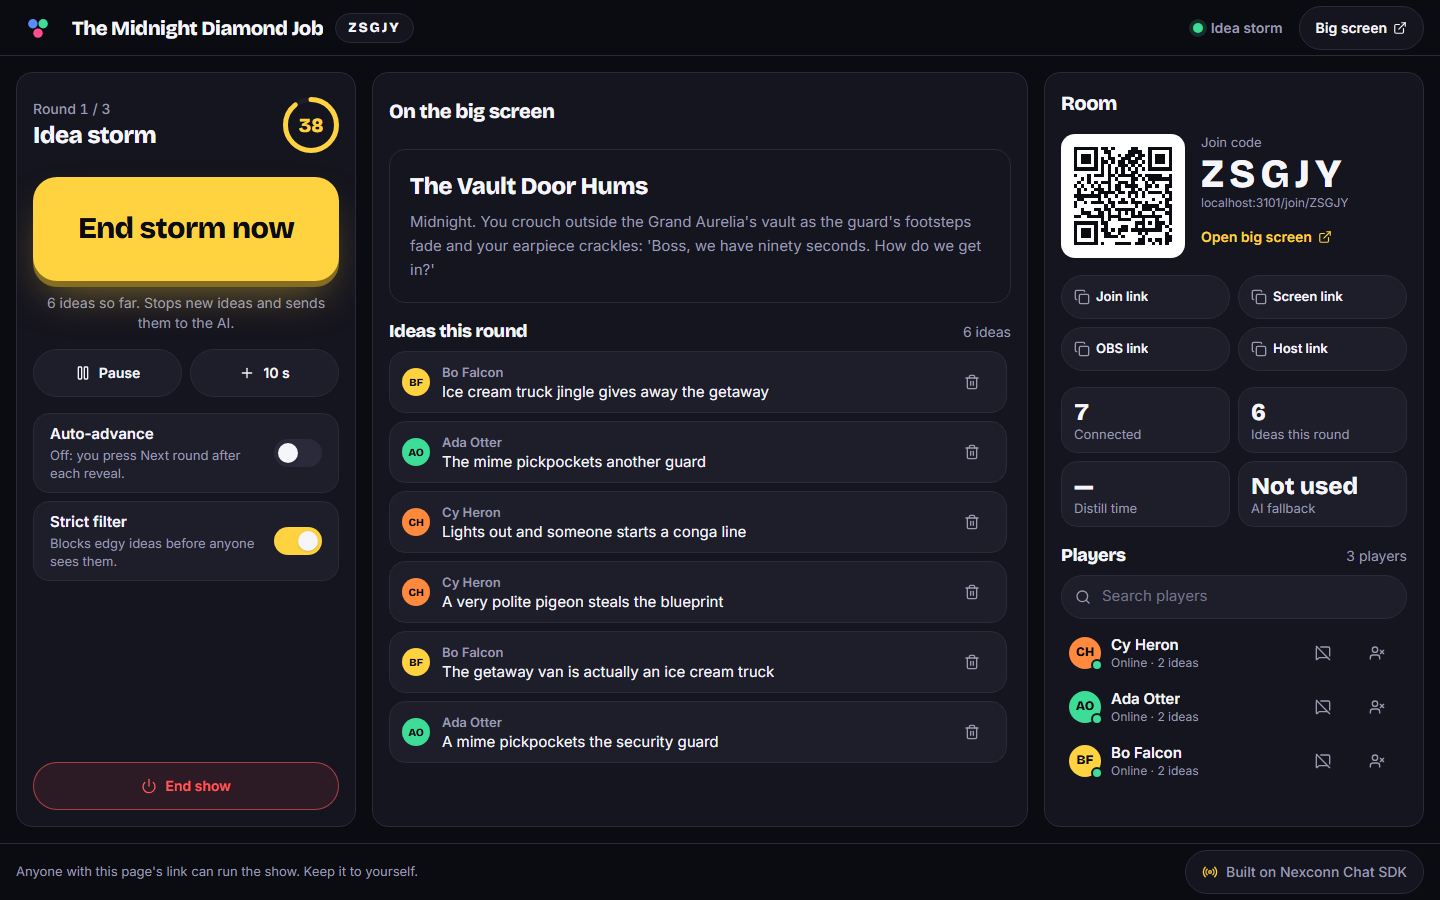 The Midnight Diamond Job
ZSGJY
Idea storm
Big screen
Round 1 / 3
Idea storm
38
End storm now
6 ideas so far. Stops new ideas and sends
them to the AI.
Pause
10 s
Auto-advance
Off: you press Next round after
each reveal.
Strict filter
Blocks edgy ideas before anyone
sees them.
End show
On the big screen
The Vault Door Hums
Midnight. You crouch outside the Grand Aurelia's vault as the guard's footsteps
fade and your earpiece crackles: 'Boss, we have ninety seconds. How do we get
in?'
Ideas this round
6 ideas
BF
Bo Falcon
Ice cream truck jingle gives away the getaway
AO
Ada Otter
The mime pickpockets another guard
CH
Cy Heron
Lights out and someone starts a conga line
CH
Cy Heron
A very polite pigeon steals the blueprint
BF
Bo Falcon
The getaway van is actually an ice cream truck
AO
Ada Otter
A mime pickpockets the security guard
Room
Join code
ZSGJY
localhost:3101/join/ZSGJY
Open big screen
Join link
Screen link
OBS link
Host link
7
Connected
6
Ideas this round
—
Distill time
Not used
AI fallback
Players
3 players
Search players
CH
Cy Heron
Online · 2 ideas
AO
Ada Otter
Online · 2 ideas
BF
Bo Falcon
Online · 2 ideas
Anyone with this page's link can run the show. Keep it to yourself.
Built on Nexconn Chat SDK